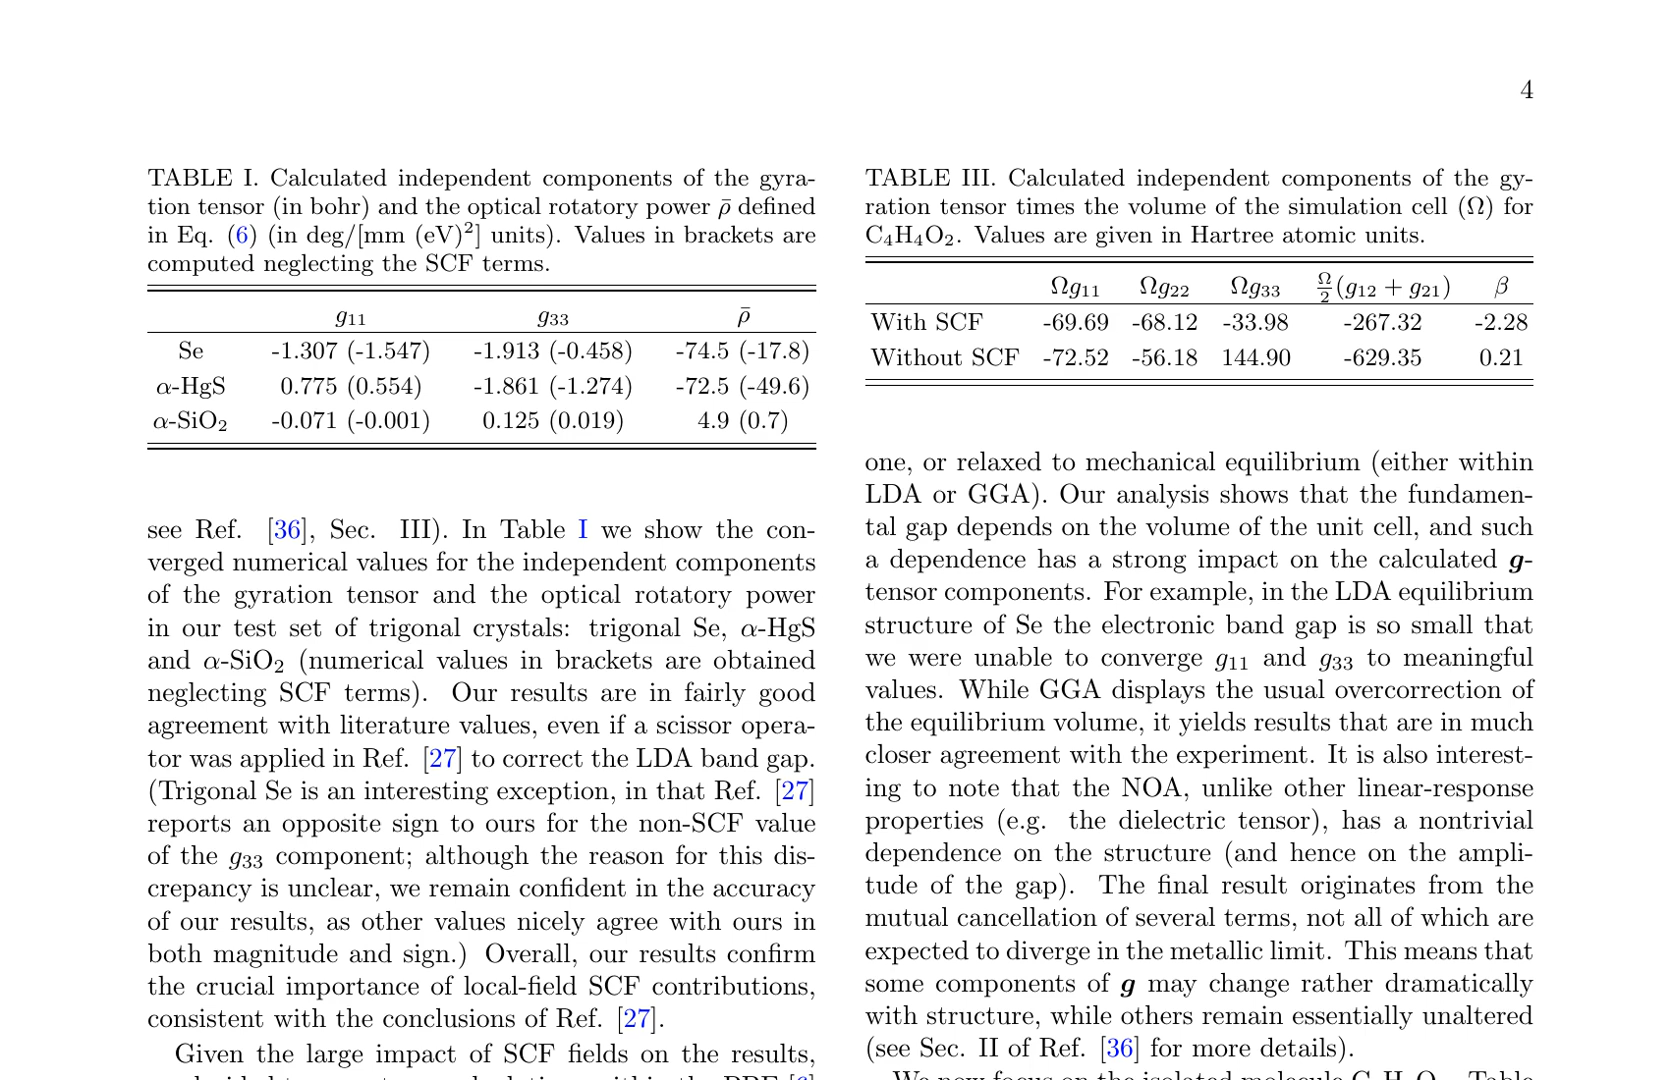 4
TABLE I. Calculated independent components of the gyra-
tion tensor (in bohr) and the optical rotatory power ρ̄ defined
in Eq. (6) (in deg/[mm (eV)²] units). Values in brackets are
computed neglecting the SCF terms.
g₁₁ g₃₃ ρ̄
Se -1.307 (-1.547) -1.913 (-0.458) -74.5 (-17.8)
α-HgS 0.775 (0.554) -1.861 (-1.274) -72.5 (-49.6)
α-SiO₂ -0.071 (-0.001) 0.125 (0.019) 4.9 (0.7)
see Ref. [36], Sec. III). In Table I we show the con-
verged numerical values for the independent components
of the gyration tensor and the optical rotatory power
in our test set of trigonal crystals: trigonal Se, α-HgS
and α-SiO₂ (numerical values in brackets are obtained
neglecting SCF terms). Our results are in fairly good
agreement with literature values, even if a scissor opera-
tor was applied in Ref. [27] to correct the LDA band gap.
(Trigonal Se is an interesting exception, in that Ref. [27]
reports an opposite sign to ours for the non-SCF value
of the g₃₃ component; although the reason for this dis-
crepancy is unclear, we remain confident in the accuracy
of our results, as other values nicely agree with ours in
both magnitude and sign.) Overall, our results confirm
the crucial importance of local-field SCF contributions,
consistent with the conclusions of Ref. [27].
Given the large impact of SCF fields on the results,
TABLE III. Calculated independent components of the gy-
ration tensor times the volume of the simulation cell (Ω) for
C₄H₄O₂. Values are given in Hartree atomic units.
Ωg₁₁ Ωg₂₂ Ωg₃₃ Ω/2(g₁₂ + g₂₁) β
With SCF -69.69 -68.12 -33.98 -267.32 -2.28
Without SCF -72.52 -56.18 144.90 -629.35 0.21
one, or relaxed to mechanical equilibrium (either within
LDA or GGA). Our analysis shows that the fundamen-
tal gap depends on the volume of the unit cell, and such
a dependence has a strong impact on the calculated g-
tensor components. For example, in the LDA equilibrium
structure of Se the electronic band gap is so small that
we were unable to converge g₁₁ and g₃₃ to meaningful
values. While GGA displays the usual overcorrection of
the equilibrium volume, it yields results that are in much
closer agreement with the experiment. It is also interest-
ing to note that the NOA, unlike other linear-response
properties (e.g. the dielectric tensor), has a nontrivial
dependence on the structure (and hence on the ampli-
tude of the gap). The final result originates from the
mutual cancellation of several terms, not all of which are
expected to diverge in the metallic limit. This means that
some components of g may change rather dramatically
with structure, while others remain essentially unaltered
(see Sec. II of Ref. [36] for more details).
We now focus on the isolated molecule C₄H₄O₂. Table